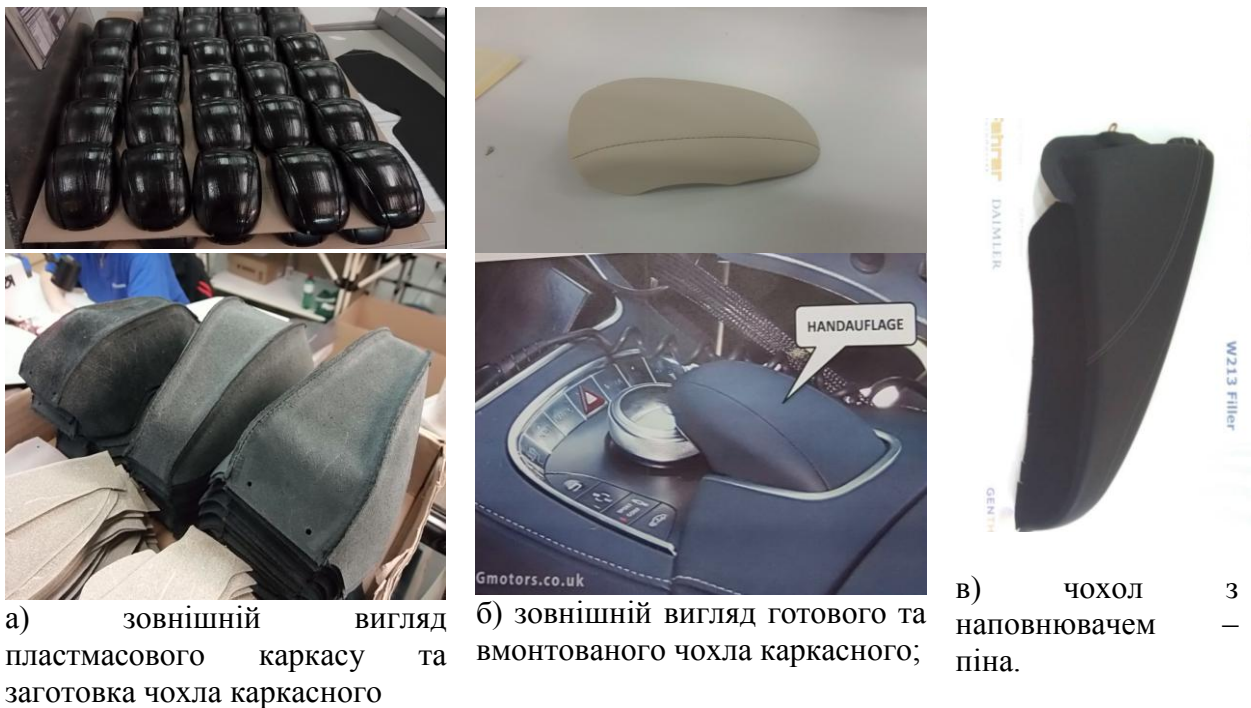 HANDAUFLAGE
Gmotors.co.uk
DAIMLER
W213 Filler
а) зовнішній вигляд
пластмасового каркасу та
заготовка чохла каркасного
б) зовнішній вигляд готового та
вмонтованого чохла каркасного;
в) чохол з
наповнювачем –
піна.